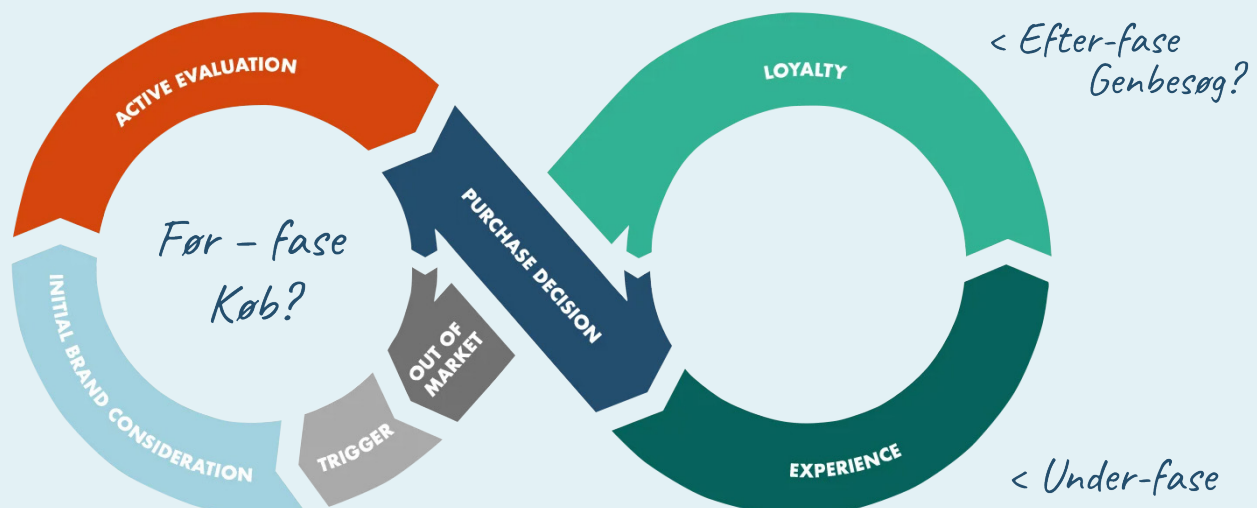 ACTIVE EVALUATION
LOYALTY
< Efter-fase
Genbesøg?
Før – fase
Køb?
PURCHASE DECISION
INITIAL BRAND CONSIDERATION
OUT OF
MARKET
TRIGGER
EXPERIENCE
< Under-fase